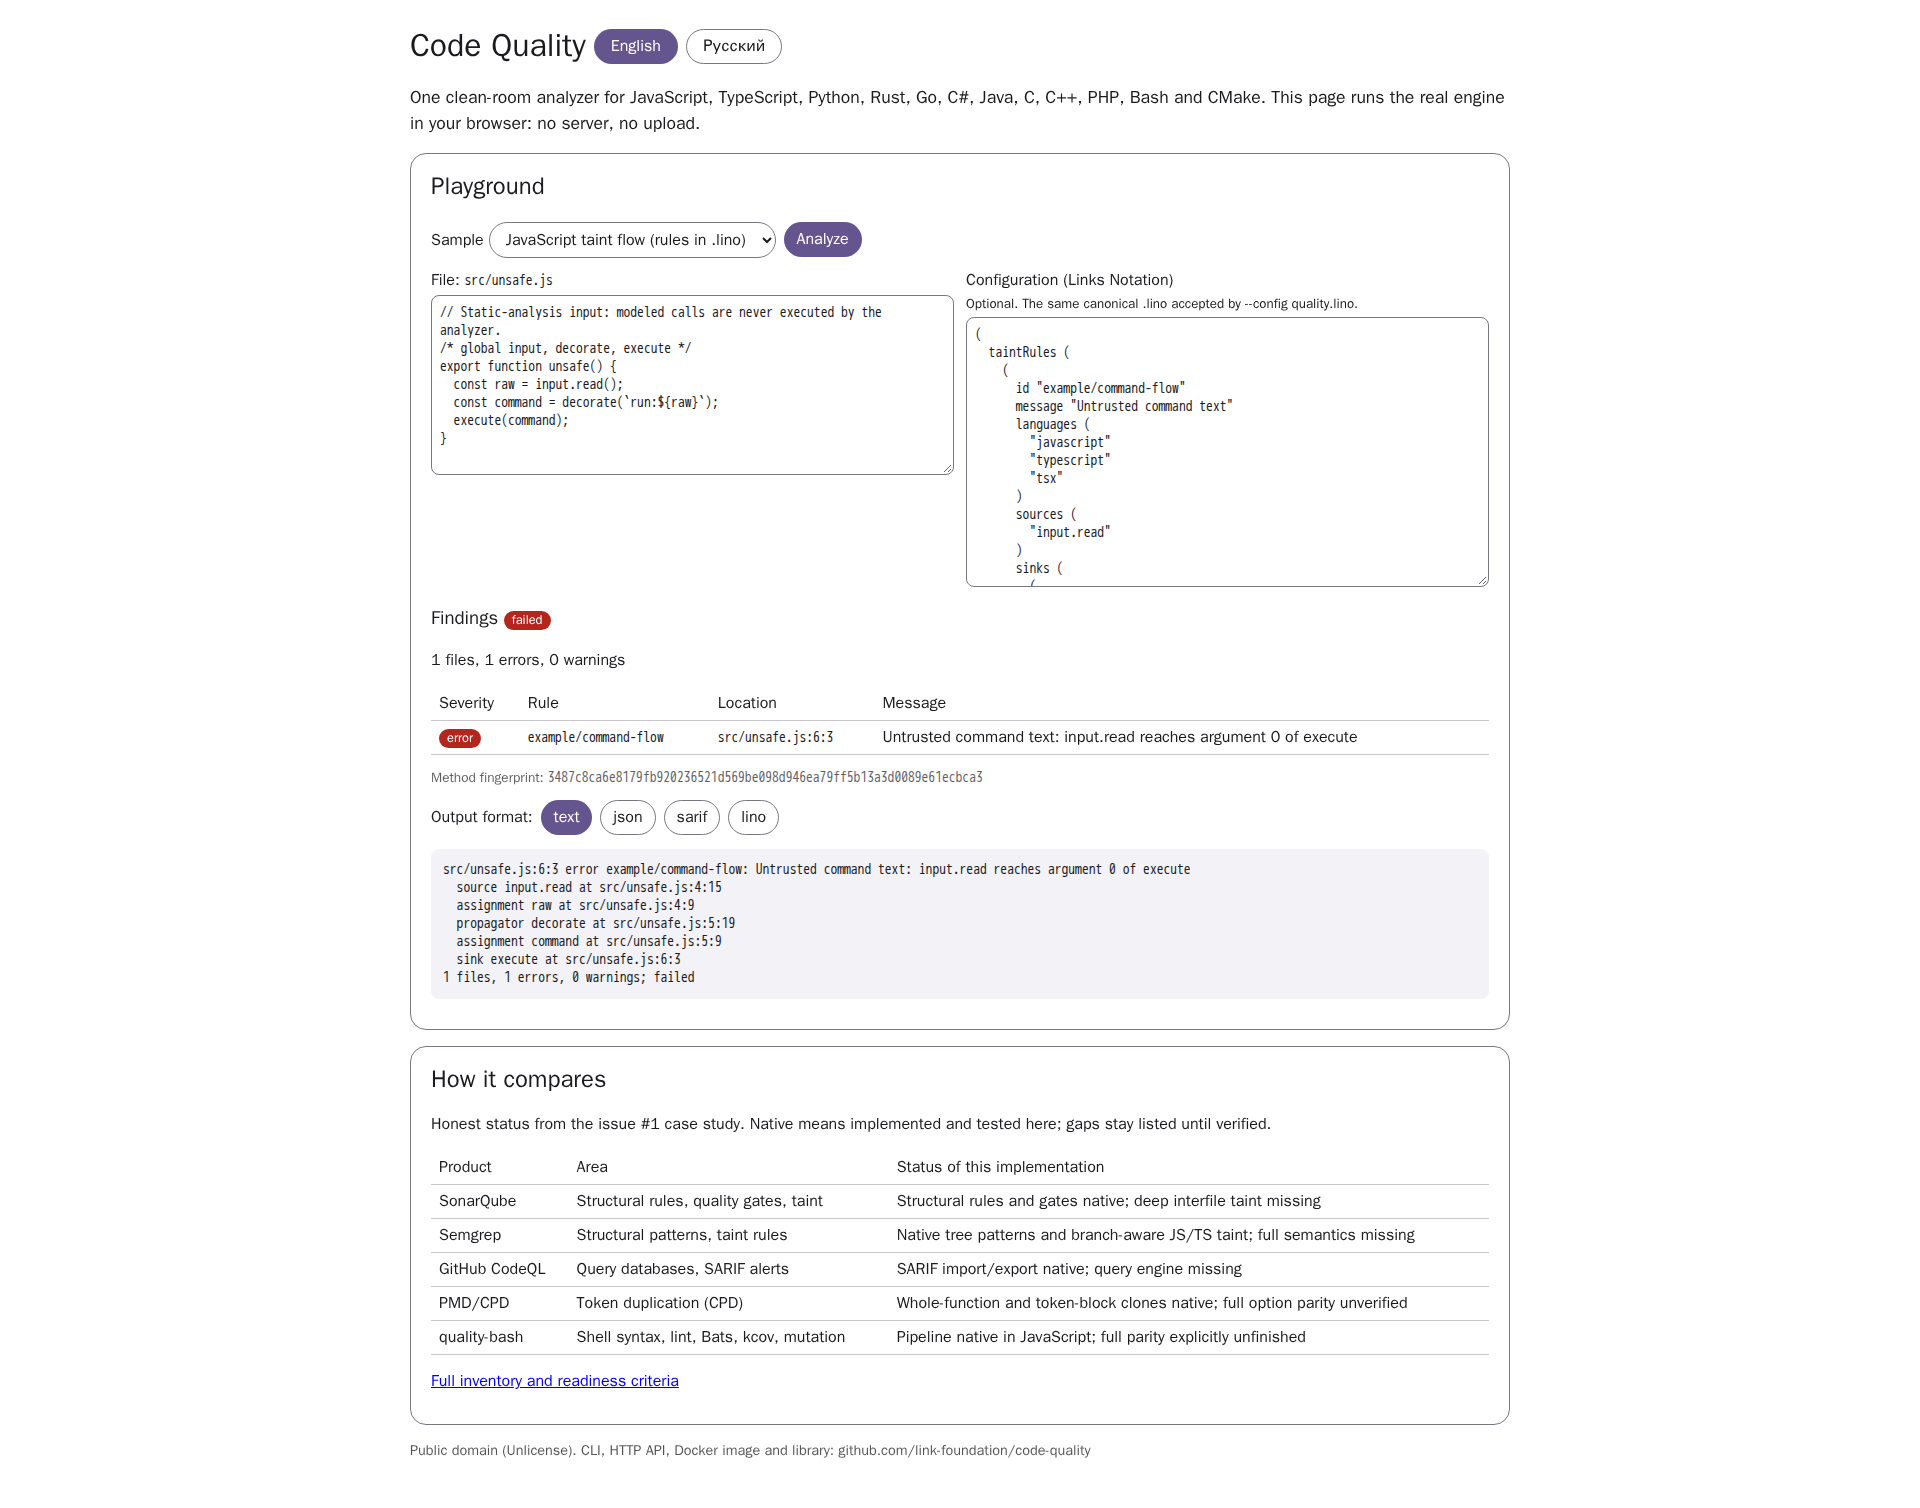 Code Quality English Русский
One clean-room analyzer for JavaScript, TypeScript, Python, Rust, Go, C#, Java, C, C++, PHP, Bash and CMake. This page runs the real engine
in your browser: no server, no upload.
Playground
Sample JavaScript taint flow (rules in .lino) Analyze
File: src/unsafe.js
// Static-analysis input: modeled calls are never executed by the
analyzer.
/* global input, decorate, execute */
export function unsafe() {
  const raw = input.read();
  const command = decorate(`run:${raw}`);
  execute(command);
}
Configuration (Links Notation)
Optional. The same canonical .lino accepted by --config quality.lino.
(
  taintRules (
    (
      id "example/command-flow"
      message "Untrusted command text"
      languages (
        "javascript"
        "typescript"
        "tsx"
      )
      sources (
        "input.read"
      )
      sinks (
        (
Findings failed
1 files, 1 errors, 0 warnings
Severity Rule Location Message
error example/command-flow src/unsafe.js:6:3 Untrusted command text: input.read reaches argument 0 of execute
Method fingerprint: 3487c8ca6e8179fb920236521d569be098d946ea79ff5b13a3d0089e61ecbca3
Output format: text json sarif lino
src/unsafe.js:6:3 error example/command-flow: Untrusted command text: input.read reaches argument 0 of execute
  source input.read at src/unsafe.js:4:15
  assignment raw at src/unsafe.js:4:9
  propagator decorate at src/unsafe.js:5:19
  assignment command at src/unsafe.js:5:9
  sink execute at src/unsafe.js:6:3
1 files, 1 errors, 0 warnings; failed
How it compares
Honest status from the issue #1 case study. Native means implemented and tested here; gaps stay listed until verified.
Product Area Status of this implementation
SonarQube Structural rules, quality gates, taint Structural rules and gates native; deep interfile taint missing
Semgrep Structural patterns, taint rules Native tree patterns and branch-aware JS/TS taint; full semantics missing
GitHub CodeQL Query databases, SARIF alerts SARIF import/export native; query engine missing
PMD/CPD Token duplication (CPD) Whole-function and token-block clones native; full option parity unverified
quality-bash Shell syntax, lint, Bats, kcov, mutation Pipeline native in JavaScript; full parity explicitly unfinished
Full inventory and readiness criteria
Public domain (Unlicense). CLI, HTTP API, Docker image and library: github.com/link-foundation/code-quality